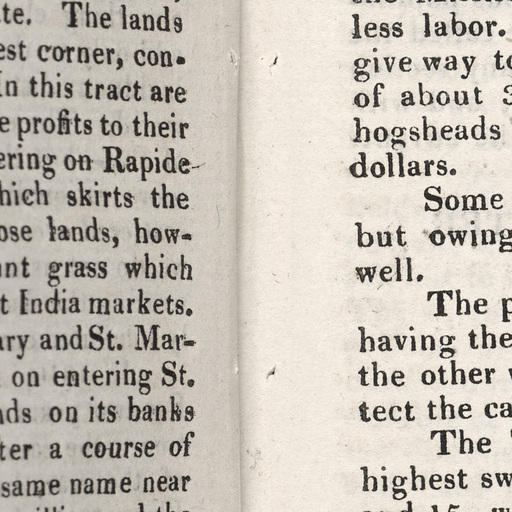 te. The lands
est corner, con-
In this tract are
e profits to their
ering on Rapide-
hich skirts the
ose lands, how-
ant grass which
t India markets.
ary and St. Mar-
on entering St.
nds on its banks
ter a course of
same name near
less labor.
give way to
of about 3
hogsheads
dollars.
Some
but owing
well.
The p
having the
the other
tect the ca
The
highest sw